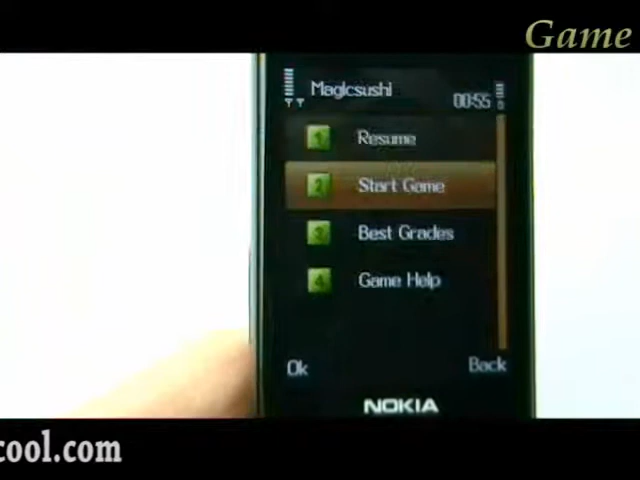 Game
Magicsushi
00:55
1 Resume
2 Start Game
3 Best Grades
4 Game Help
Ok
Back
NOKIA
cool.com